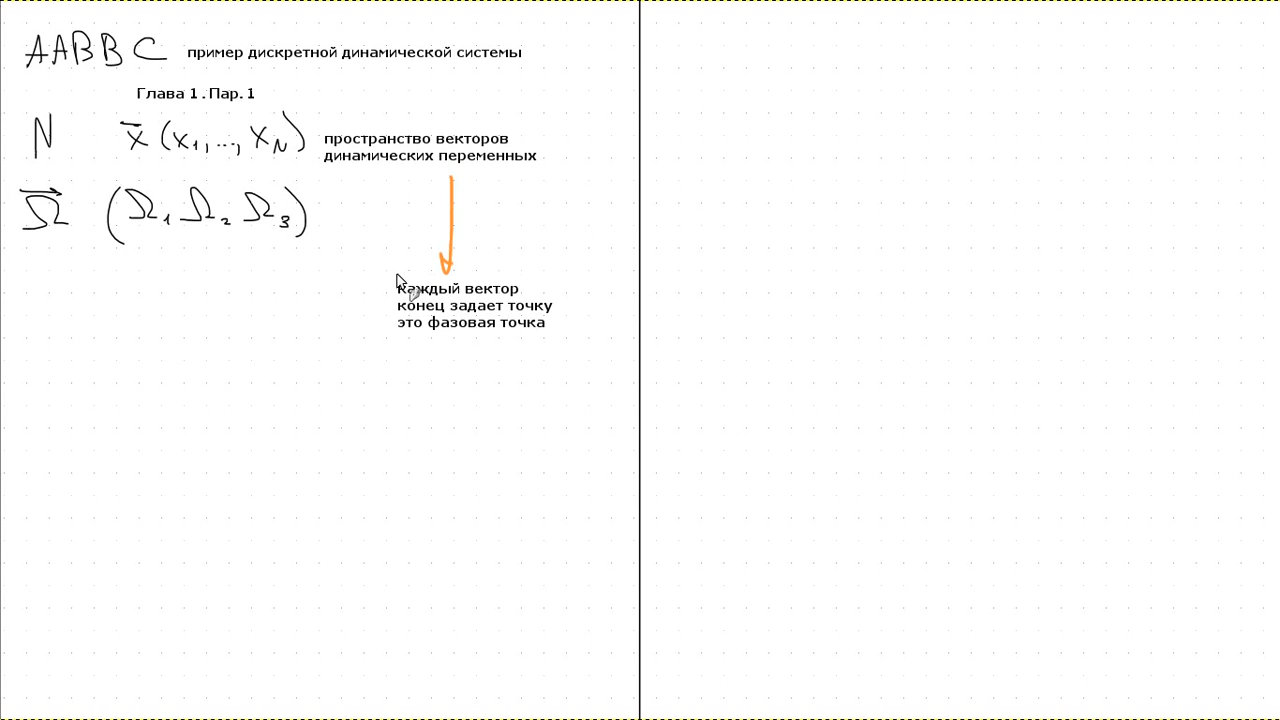 AABBC пример дискретной динамической системы
Глава 1 . Пар. 1
N x̄ (x₁, ..., x_N) пространство векторов
динамических переменных
Ω⃗ (Ω₁ Ω₂ Ω₃)
каждый вектор
конец задает точку
это фазовая точка